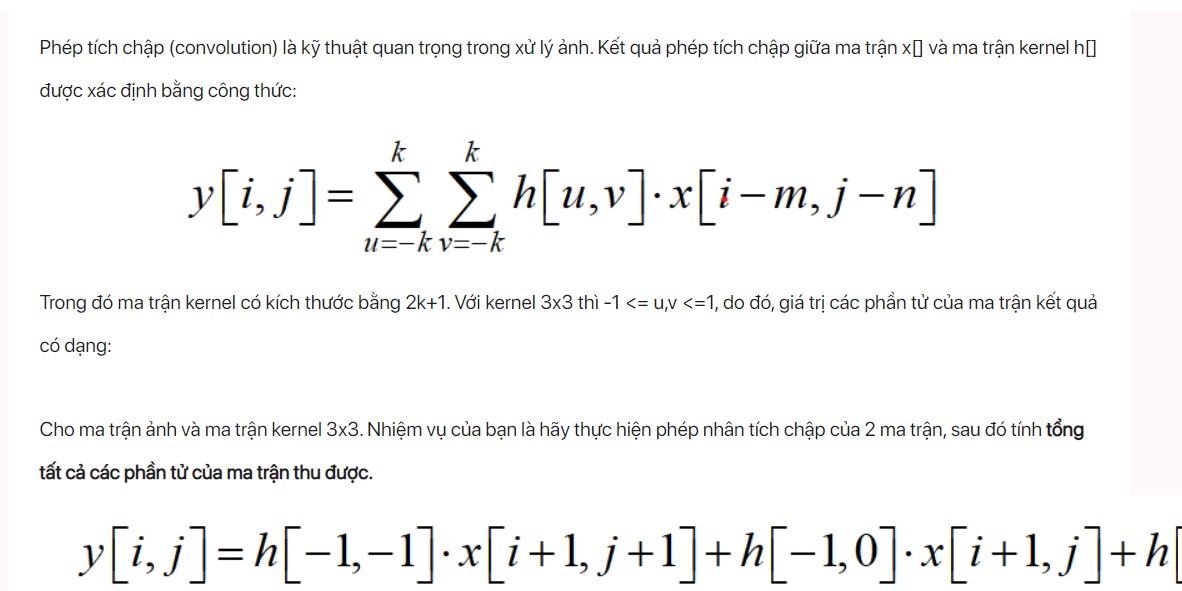 Phép tích chập (convolution) là kỹ thuật quan trọng trong xử lý ảnh. Kết quả phép tích chập giữa ma trận x[] và ma trận kernel h[]
được xác định bằng công thức:
y[i,j]= ∑_{u=−k}^{k} ∑_{v=−k}^{k} h[u,v]·x[i−m,j−n]
Trong đó ma trận kernel có kích thước bằng 2k+1. Với kernel 3x3 thì -1 <= u,v <=1, do đó, giá trị các phần tử của ma trận kết quả
có dạng:
Cho ma trận ảnh và ma trận kernel 3x3. Nhiệm vụ của bạn là hãy thực hiện phép nhân tích chập của 2 ma trận, sau đó tính tổng
tất cả các phần tử của ma trận thu được.
y[i,j]=h[−1,−1]·x[i+1,j+1]+h[−1,0]·x[i+1,j]+h[